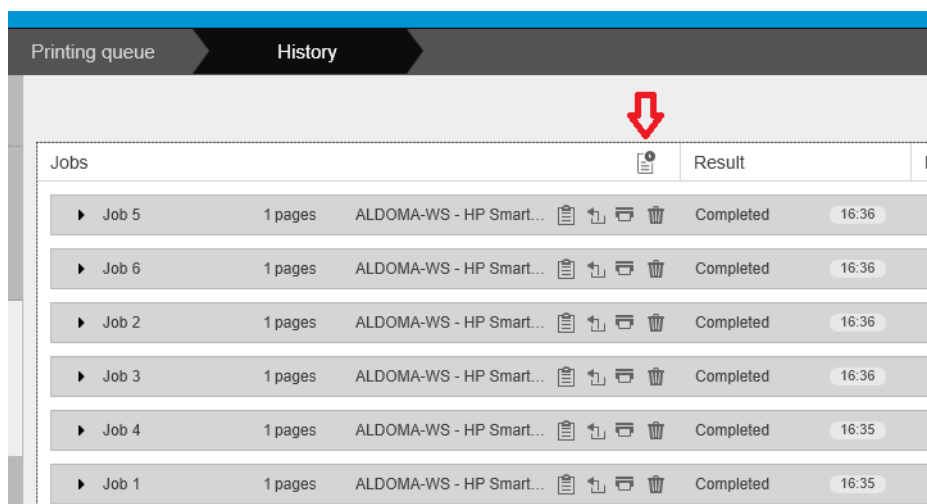 Printing queue History
Jobs Result
Job 5 1 pages ALDOMA-WS - HP Smart... Completed 16:36
Job 6 1 pages ALDOMA-WS - HP Smart... Completed 16:36
Job 2 1 pages ALDOMA-WS - HP Smart... Completed 16:36
Job 3 1 pages ALDOMA-WS - HP Smart... Completed 16:36
Job 4 1 pages ALDOMA-WS - HP Smart... Completed 16:35
Job 1 1 pages ALDOMA-WS - HP Smart... Completed 16:35